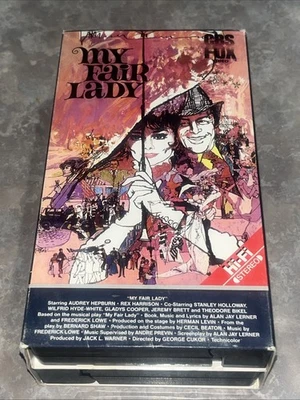 my
FAIR
LADY
CBS
FOX
VIDEO
HI-FI
STEREO
"MY FAIR LADY"
Starring AUDREY HEPBURN · REX HARRISON · Co-Starring STANLEY HOLLOWAY,
WILFRID HYDE-WHITE, GLADYS COOPER, JEREMY BRETT and THEODORE BIKEL
Based on the musical play "My Fair Lady" · Book, Music and Lyrics by ALAN JAY LERNER
and FREDERICK LOEWE · Produced on the stage by HERMAN LEVIN · From the
play by BERNARD SHAW · Production and Costumes by CECIL BEATON · Music by
FREDERICK LOEWE · Music Supervised by ANDRE PREVIN · Screenplay by ALAN JAY LERNER
Produced by JACK L. WARNER · Directed by GEORGE CUKOR · Technicolor